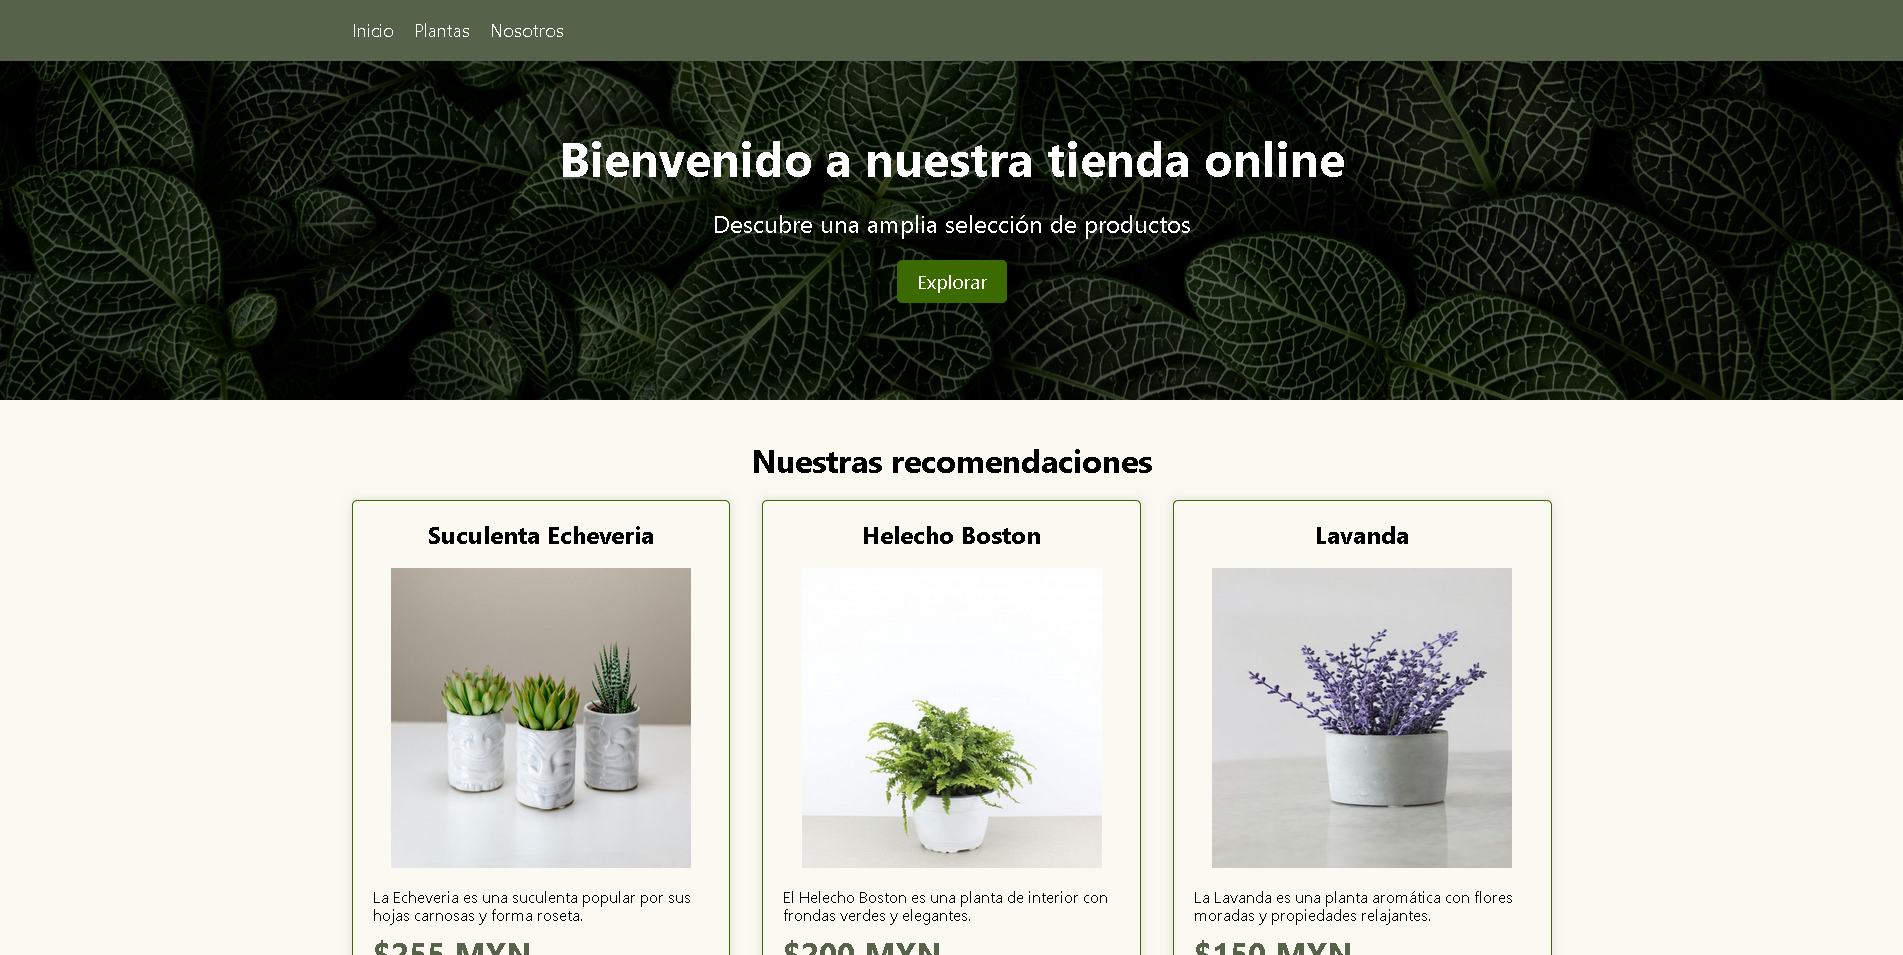 Inicio Plantas Nosotros
Bienvenido a nuestra tienda online
Descubre una amplia selección de productos
Explorar
Nuestras recomendaciones
Suculenta Echeveria
La Echeveria es una suculenta popular por sus
hojas carnosas y forma roseta.
$255 MXN
Helecho Boston
El Helecho Boston es una planta de interior con
frondas verdes y elegantes.
$200 MXN
Lavanda
La Lavanda es una planta aromática con flores
moradas y propiedades relajantes.
$150 MXN